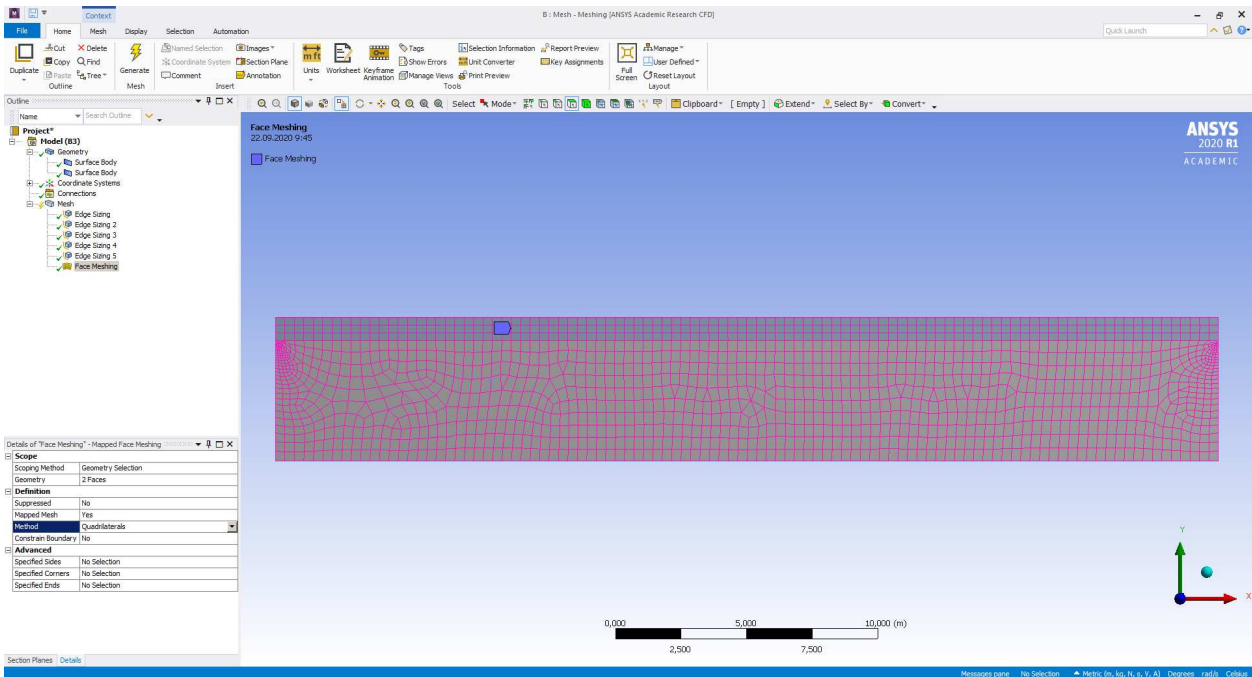 B : Mesh - Meshing [ANSYS Academic Research CFD]
Context
File Home Mesh Display Selection Automation
Quick Launch
Duplicate
Cut
Copy
Paste
Delete
Find
Tree
Outline
Generate
Mesh
Named Selection
Coordinate System
Comment
Images
Section Plane
Annotation
Insert
Units
Worksheet
Keyframe
Animation
Tags
Show Errors
Manage Views
Selection Information
Unit Converter
Print Preview
Report Preview
Key Assignments
Tools
Full
Screen
Manage
User Defined
Reset Layout
Layout
Outline
Name
Search Outline
Select Mode Clipboard [ Empty ] Extend Select By Convert
Project*
Model (B3)
Geometry
Surface Body
Surface Body
Coordinate Systems
Connections
Mesh
Edge Sizing
Edge Sizing 2
Edge Sizing 3
Edge Sizing 4
Edge Sizing 5
Face Meshing
Face Meshing
22.09.2020 9:45
Face Meshing
ANSYS
2020 R1
ACADEMIC
Details of "Face Meshing" - Mapped Face Meshing
Scope
Scoping Method Geometry Selection
Geometry 2 Faces
Definition
Suppressed No
Mapped Mesh Yes
Method Quadrilaterals
Constrain Boundary No
Advanced
Specified Sides No Selection
Specified Corners No Selection
Specified Ends No Selection
Y
X
0,000 5,000 10,000 (m)
2,500 7,500
Section Planes Details
Messages pane No Selection Metric (m, kg, N, s, V, A) Degrees rad/s Celsius